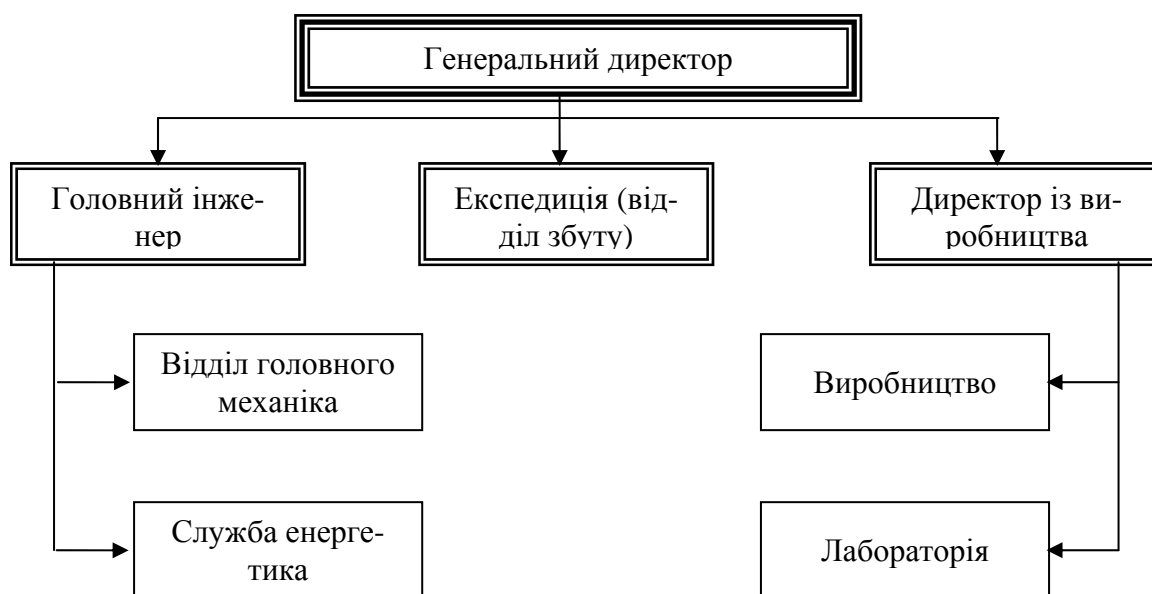 Генеральний директор
Головний інже-
нер
Експедиція (від-
діл збуту)
Директор із ви-
робництва
Відділ головного
механіка
Виробництво
Служба енерге-
тика
Лабораторія